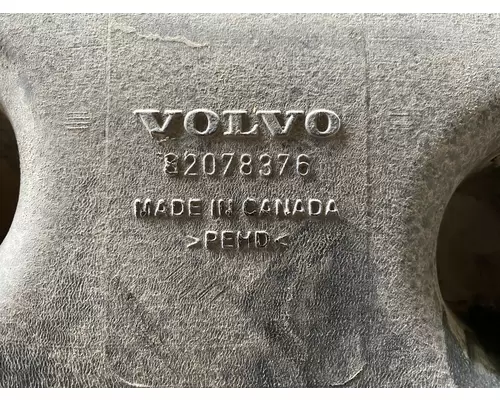 VOLVO
82078376
MADE IN CANADA
>PEHD<